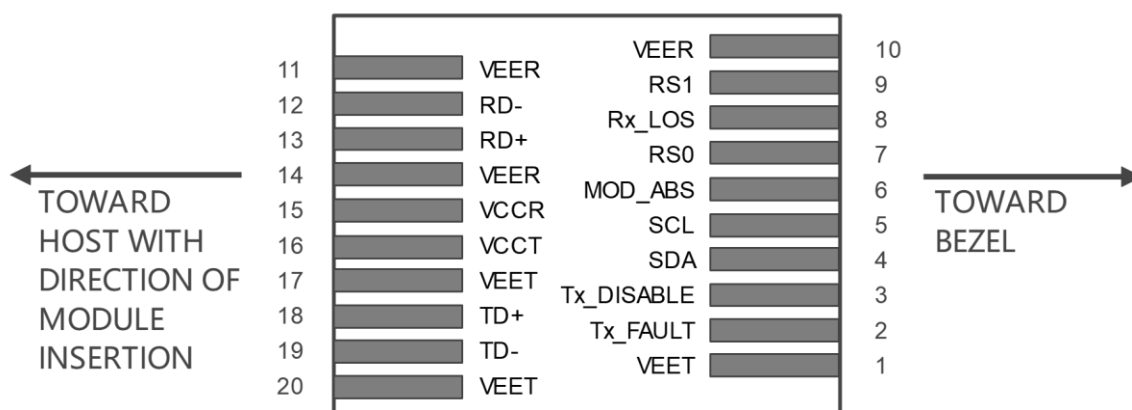 VEER 10
11 VEER
RS1 9
12 RD-
Rx_LOS 8
13 RD+
RS0 7
14 VEER
MOD_ABS 6
15 VCCR
SCL 5
16 VCCT
SDA 4
17 VEET
Tx_DISABLE 3
18 TD+
Tx_FAULT 2
19 TD-
VEET 1
20 VEET
TOWARD
HOST WITH
DIRECTION OF
MODULE
INSERTION
TOWARD
BEZEL